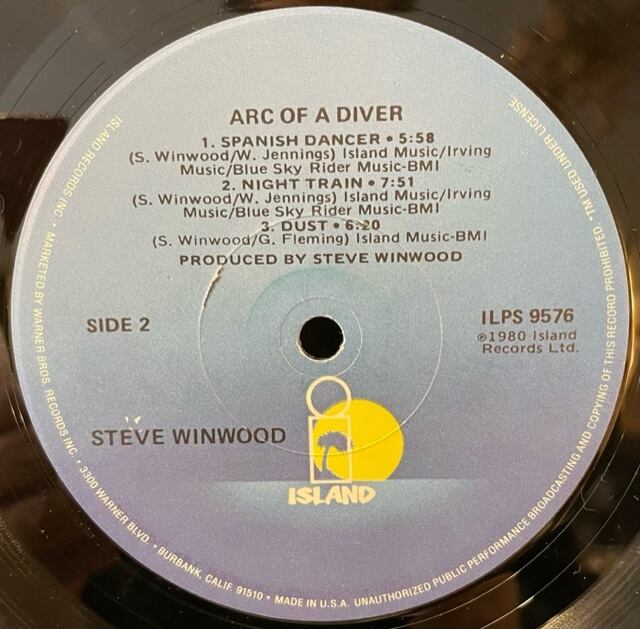 ARC OF A DIVER
1. SPANISH DANCER • 5:58
(S. Winwood/W. Jennings) Island Music/Irving
Music/Blue Sky Rider Music-BMI
2. NIGHT TRAIN • 7:51
(S. Winwood/W. Jennings) Island Music/Irving
Music/Blue Sky Rider Music-BMI
3. DUST • 6:20
(S. Winwood/G. Fleming) Island Music-BMI
PRODUCED BY STEVE WINWOOD
SIDE 2
ILPS 9576
℗1980 Island
Records Ltd.
STEVE WINWOOD
ISLAND
ISLAND RECORDS INC. • MARKETED BY WARNER BROS. RECORDS INC. • 3300 WARNER BLVD. • BURBANK, CALIF. 91510 • MADE IN U.S.A. UNAUTHORIZED PUBLIC PERFORMANCE BROADCASTING AND COPYING OF THIS RECORD PROHIBITED • TM USED UNDER LICENSE.